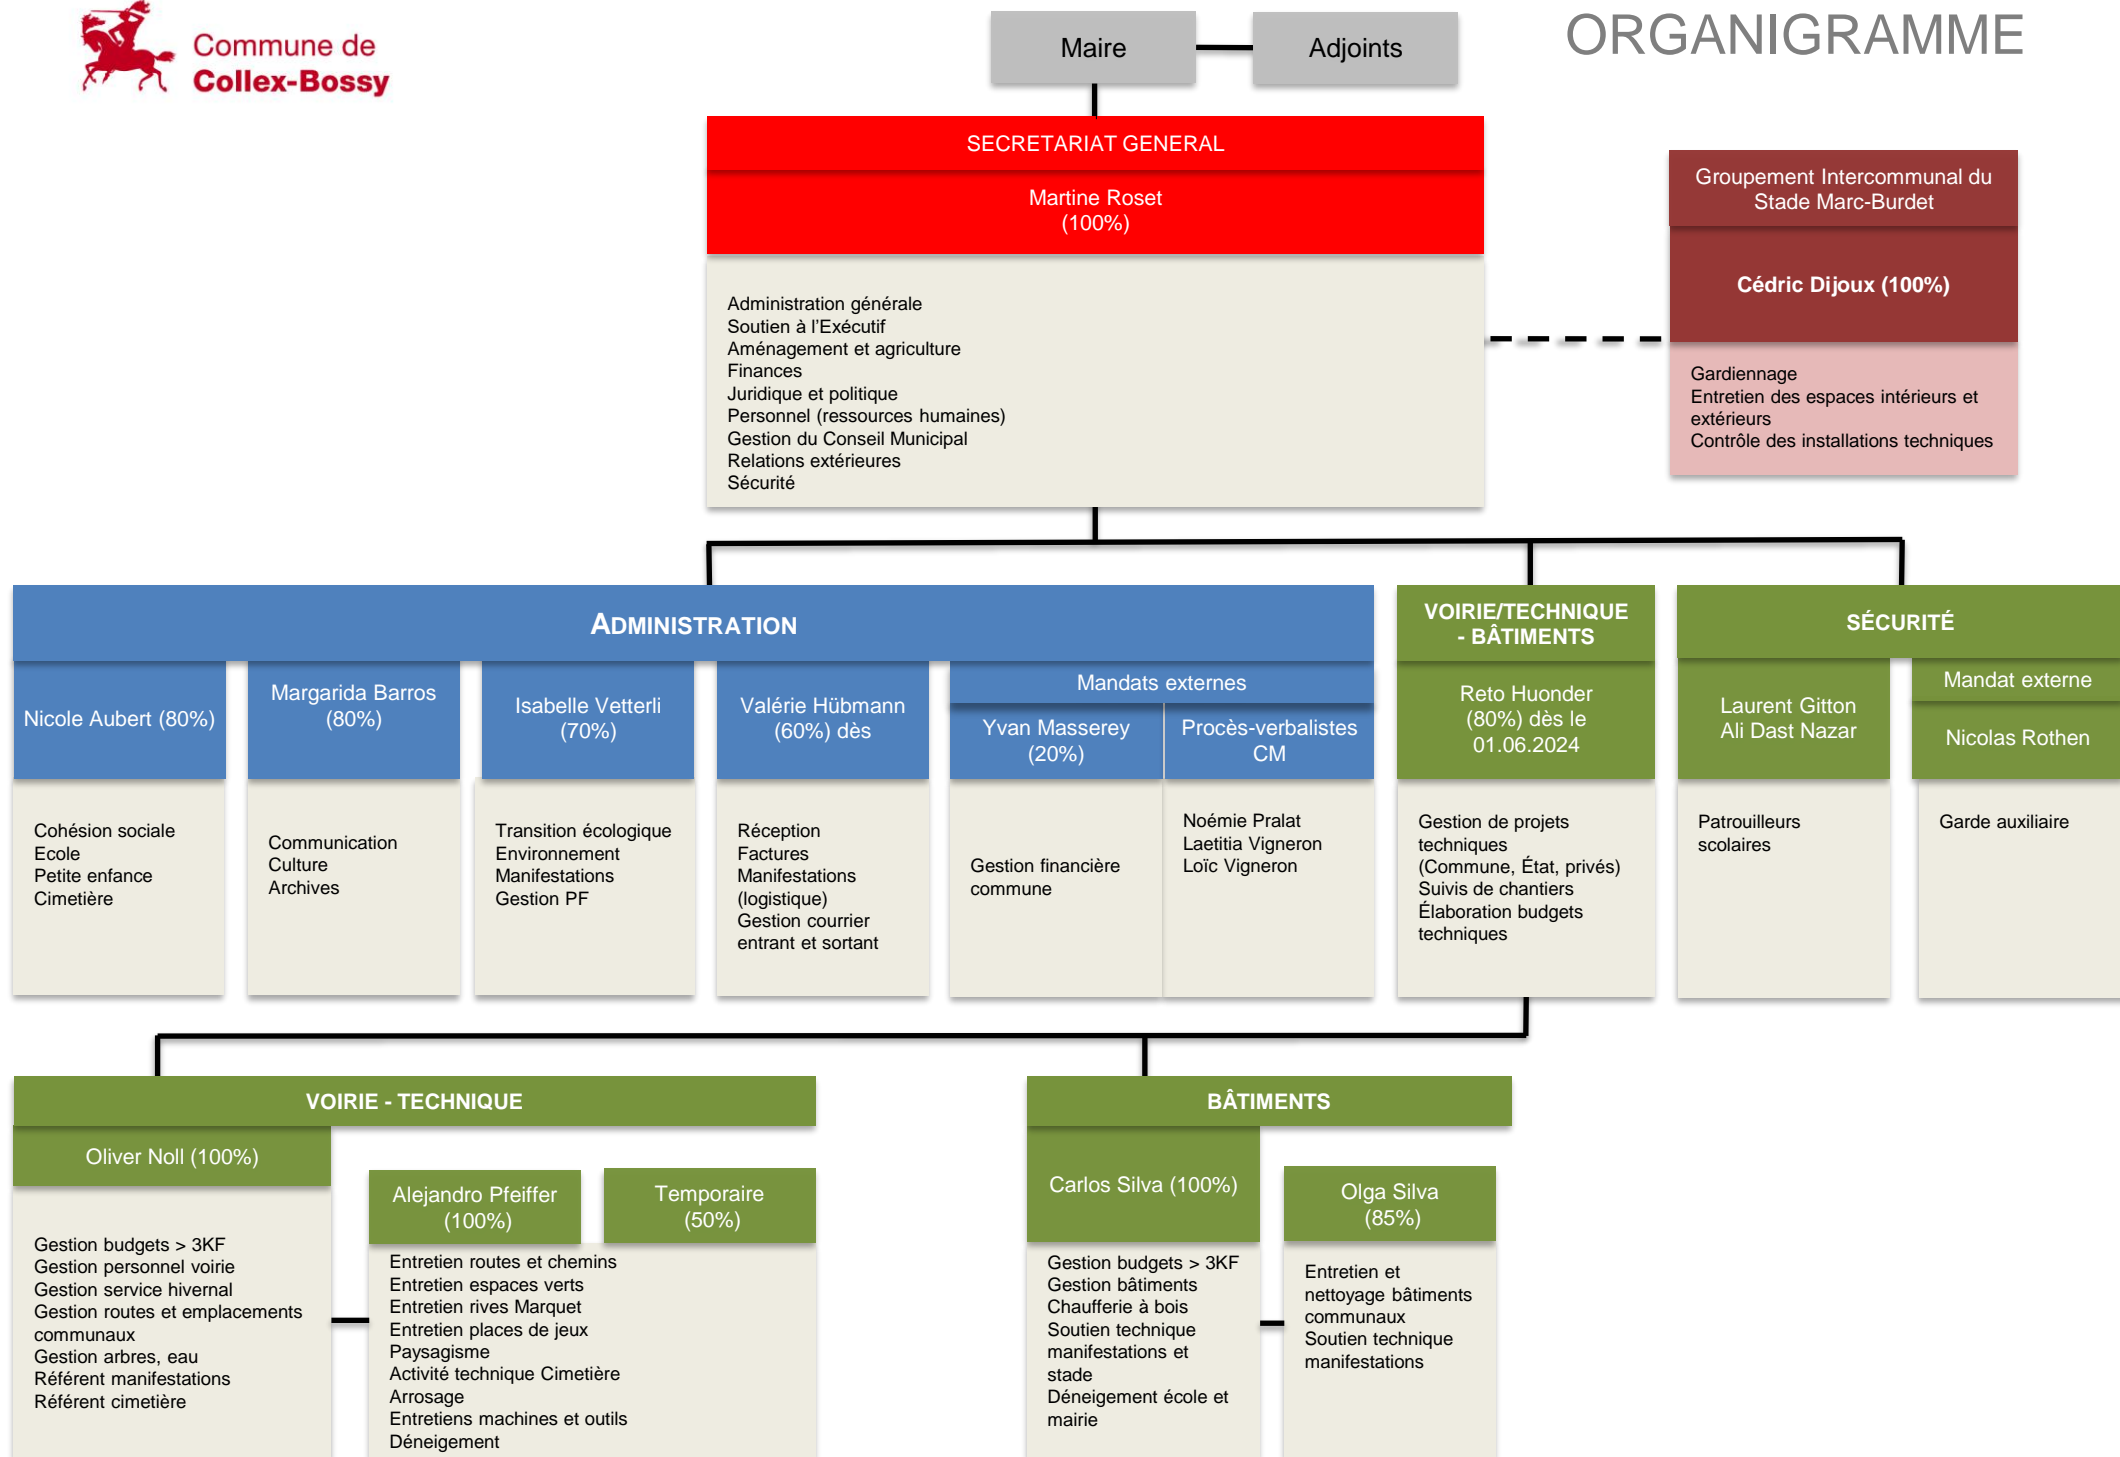 Commune de
Collex-Bossy
Maire
Adjoints
ORGANIGRAMME
SECRETARIAT GENERAL
Martine Roset
(100%)
Administration générale
Soutien à l'Exécutif
Aménagement et agriculture
Finances
Juridique et politique
Personnel (ressources humaines)
Gestion du Conseil Municipal
Relations extérieures
Sécurité
Groupement Intercommunal du
Stade Marc-Burdet
Cédric Dijoux (100%)
Gardiennage
Entretien des espaces intérieurs et
extérieurs
Contrôle des installations techniques
ADMINISTRATION
Nicole Aubert (80%)
Cohésion sociale
Ecole
Petite enfance
Cimetière
Margarida Barros
(80%)
Communication
Culture
Archives
Isabelle Vetterli
(70%)
Transition écologique
Environnement
Manifestations
Gestion PF
Valérie Hübmann
(60%) dès
Réception
Factures
Manifestations
(logistique)
Gestion courrier
entrant et sortant
Mandats externes
Yvan Masserey
(20%)
Gestion financière
commune
Procès-verbalistes
CM
Noémie Pralat
Laetitia Vigneron
Loïc Vigneron
VOIRIE/TECHNIQUE
- BÂTIMENTS
Reto Huonder
(80%) dès le
01.06.2024
Gestion de projets
techniques
(Commune, État, privés)
Suivis de chantiers
Élaboration budgets
techniques
SÉCURITÉ
Laurent Gitton
Ali Dast Nazar
Patrouilleurs
scolaires
Mandat externe
Nicolas Rothen
Garde auxiliaire
VOIRIE - TECHNIQUE
Oliver Noll (100%)
Gestion budgets > 3KF
Gestion personnel voirie
Gestion service hivernal
Gestion routes et emplacements
communaux
Gestion arbres, eau
Référent manifestations
Référent cimetière
Alejandro Pfeiffer
(100%)
Temporaire
(50%)
Entretien routes et chemins
Entretien espaces verts
Entretien rives Marquet
Entretien places de jeux
Paysagisme
Activité technique Cimetière
Arrosage
Entretiens machines et outils
Déneigement
BÂTIMENTS
Carlos Silva (100%)
Gestion budgets > 3KF
Gestion bâtiments
Chaufferie à bois
Soutien technique
manifestations et
stade
Déneigement école et
mairie
Olga Silva
(85%)
Entretien et
nettoyage bâtiments
communaux
Soutien technique
manifestations